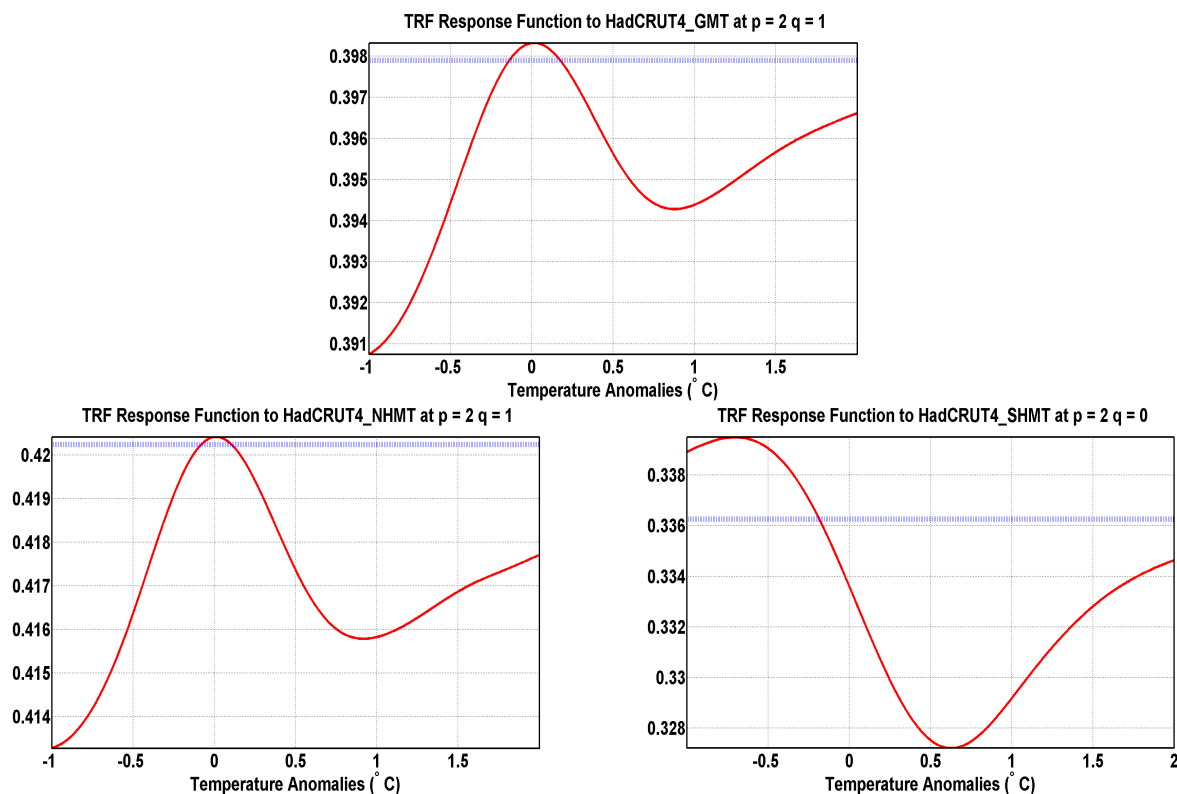 TRF Response Function to HadCRUT4_GMT at p = 2 q = 1
0.398
0.397
0.396
0.395
0.394
0.393
0.392
0.391
-1 -0.5 0 0.5 1 1.5
Temperature Anomalies (° C)
TRF Response Function to HadCRUT4_NHMT at p = 2 q = 1
0.42
0.419
0.418
0.417
0.416
0.415
0.414
-1 -0.5 0 0.5 1 1.5
Temperature Anomalies (° C)
TRF Response Function to HadCRUT4_SHMT at p = 2 q = 0
0.338
0.336
0.334
0.332
0.33
0.328
-0.5 0 0.5 1 1.5 2
Temperature Anomalies (° C)